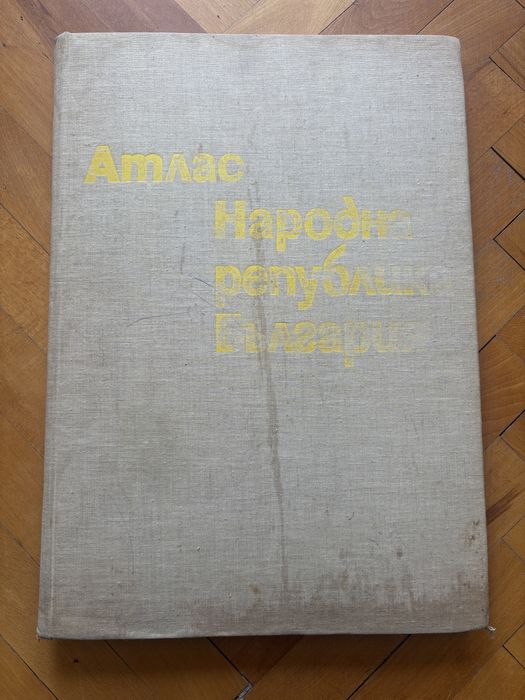 Атлас
Народна
република
България